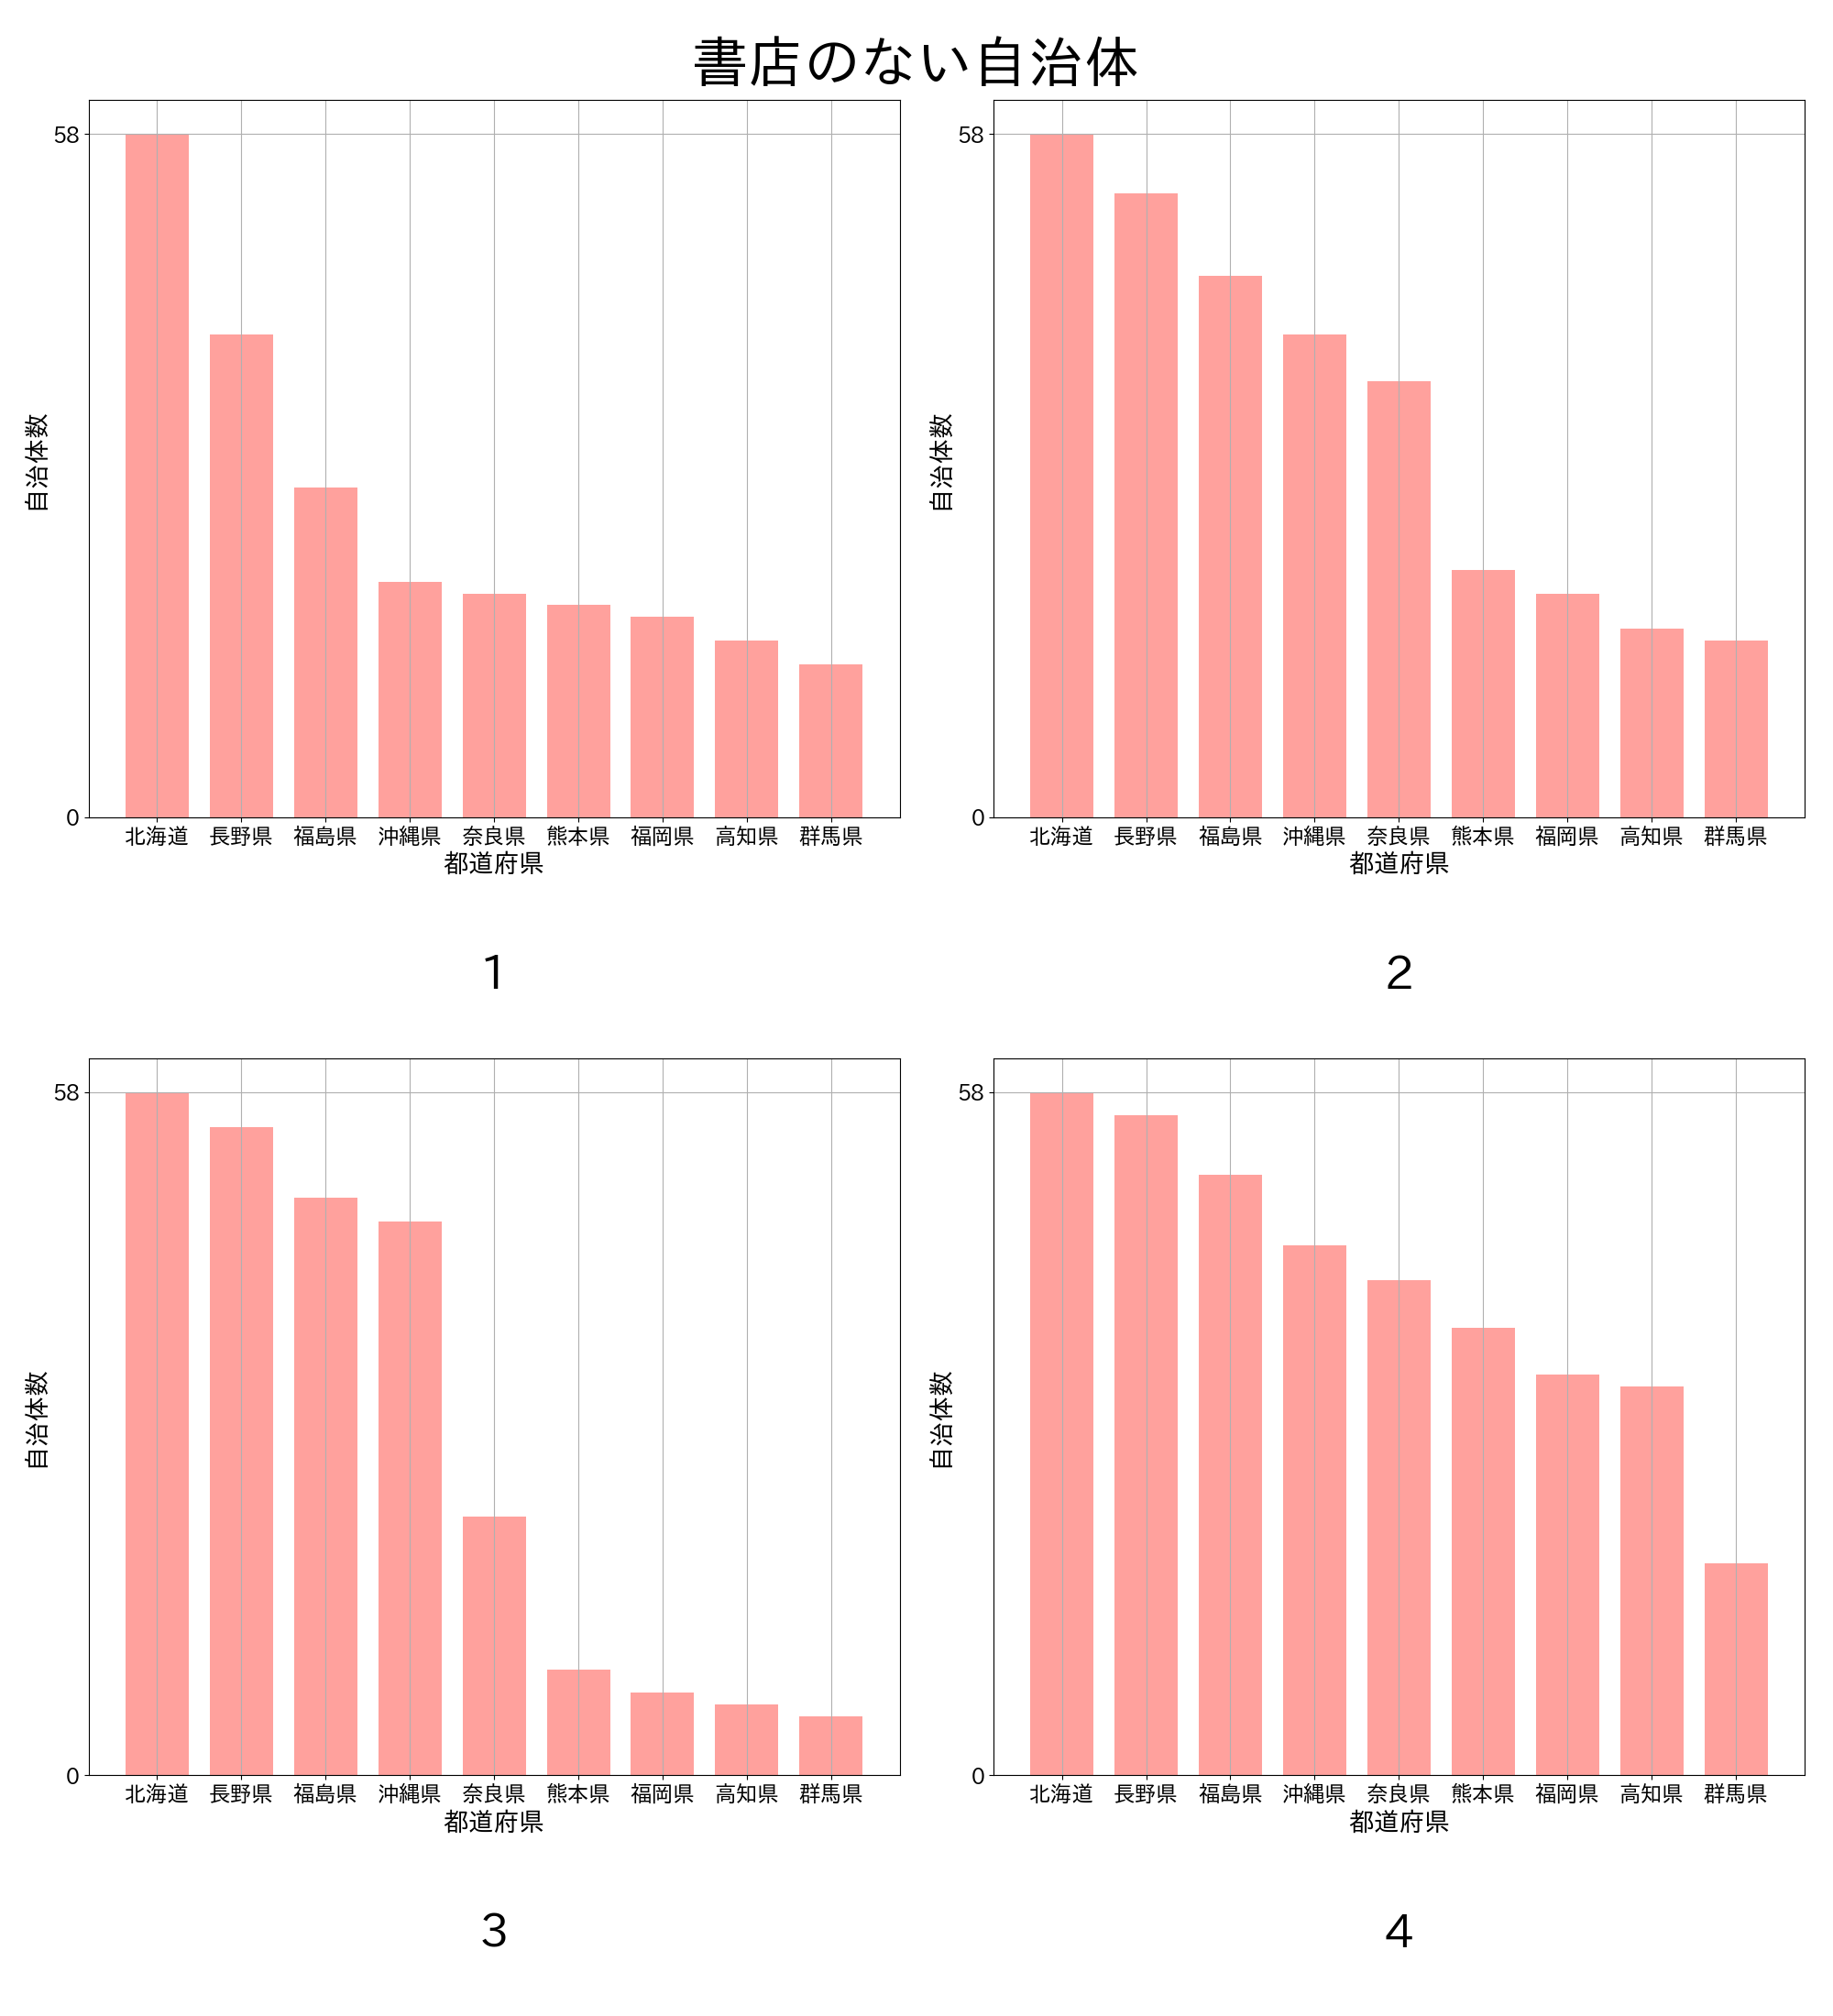 書店のない自治体
58
0
自治体数
北海道 長野県 福島県 沖縄県 奈良県 熊本県 福岡県 高知県 群馬県
都道府県
1
58
0
自治体数
北海道 長野県 福島県 沖縄県 奈良県 熊本県 福岡県 高知県 群馬県
都道府県
2
58
0
自治体数
北海道 長野県 福島県 沖縄県 奈良県 熊本県 福岡県 高知県 群馬県
都道府県
3
58
0
自治体数
北海道 長野県 福島県 沖縄県 奈良県 熊本県 福岡県 高知県 群馬県
都道府県
4